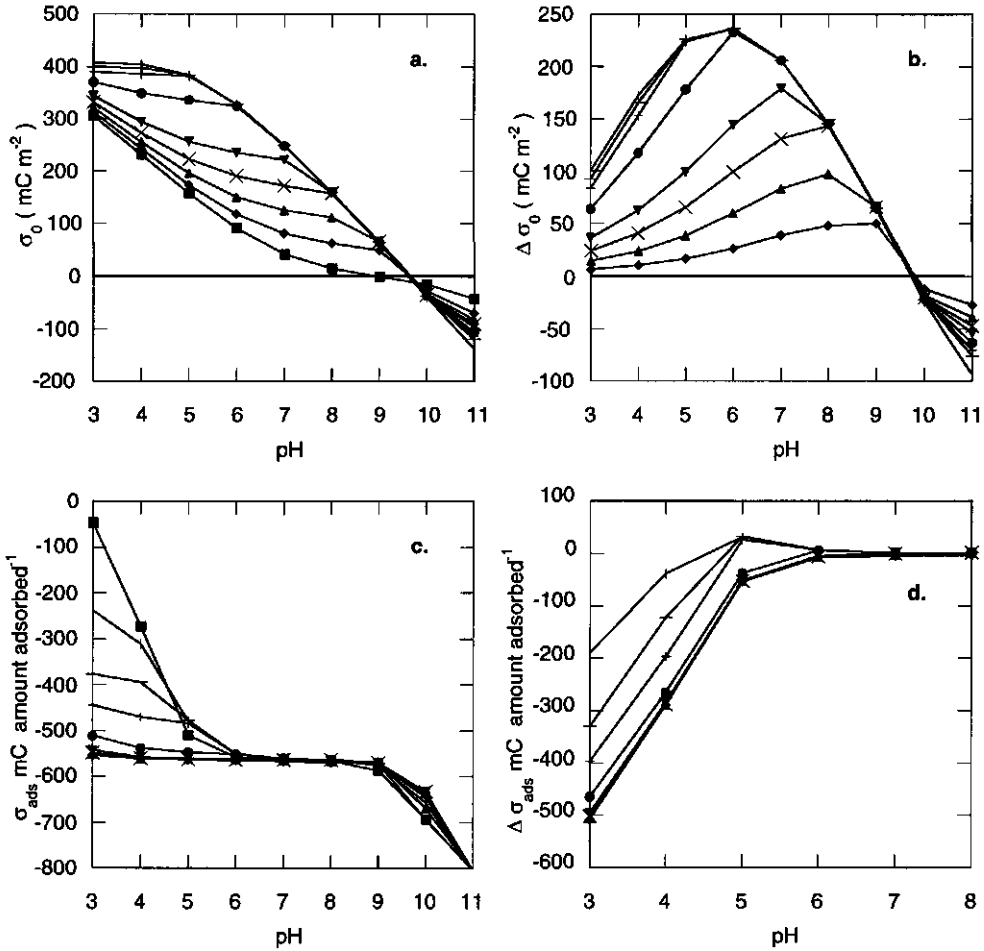 a.
500
400
300
200
100
0
-100
-200
σ₀ ( mC m⁻²)
3 4 5 6 7 8 9 10 11
pH
b.
250
200
150
100
50
0
-50
-100
Δ σ₀ ( mC m⁻²)
3 4 5 6 7 8 9 10 11
pH
c.
0
-100
-200
-300
-400
-500
-600
-700
-800
σads mC amount adsorbed⁻¹
3 4 5 6 7 8 9 10 11
pH
d.
100
0
-100
-200
-300
-400
-500
-600
Δ σads mC amount adsorbed⁻¹
3 4 5 6 7 8
pH